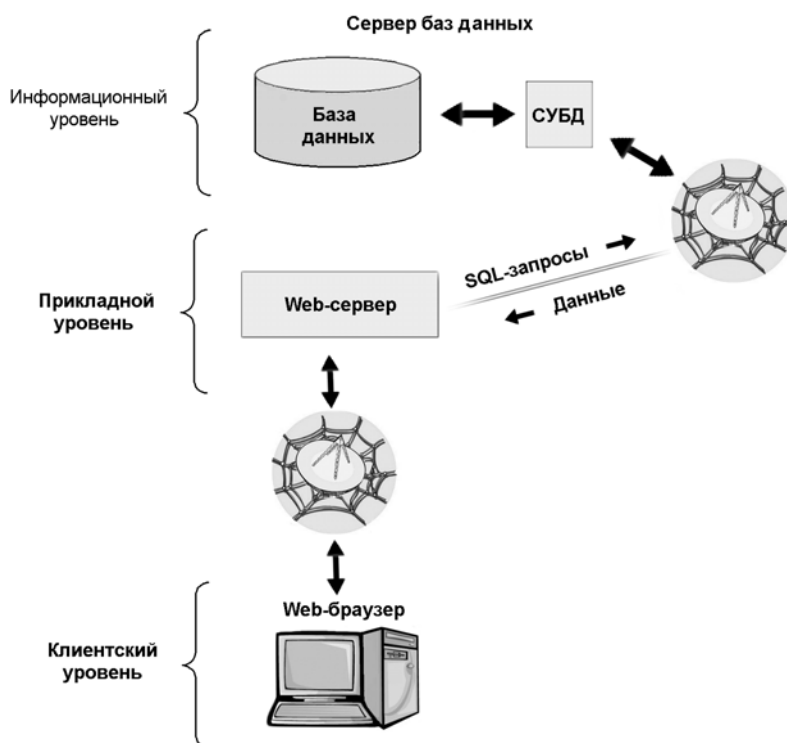 Сервер баз данных
Информационный
уровень
База
данных
СУБД
SQL-запросы
Данные
Прикладной
уровень
Web-сервер
Web-браузер
Клиентский
уровень